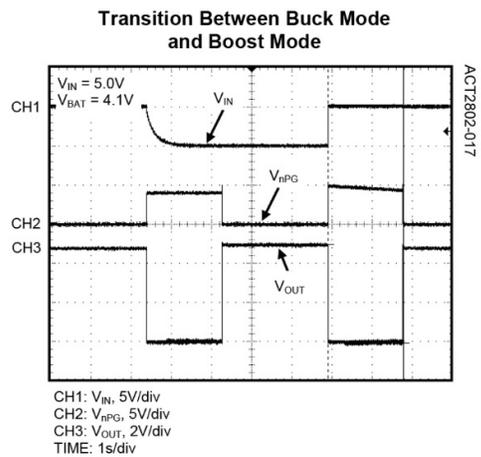 Transition Between Buck Mode
and Boost Mode
VIN = 5.0V
VBAT = 4.1V
CH1
VIN
ACT2802-017
VnPG
CH2
CH3
VOUT
CH1: VIN, 5V/div
CH2: VnPG, 5V/div
CH3: VOUT, 2V/div
TIME: 1s/div